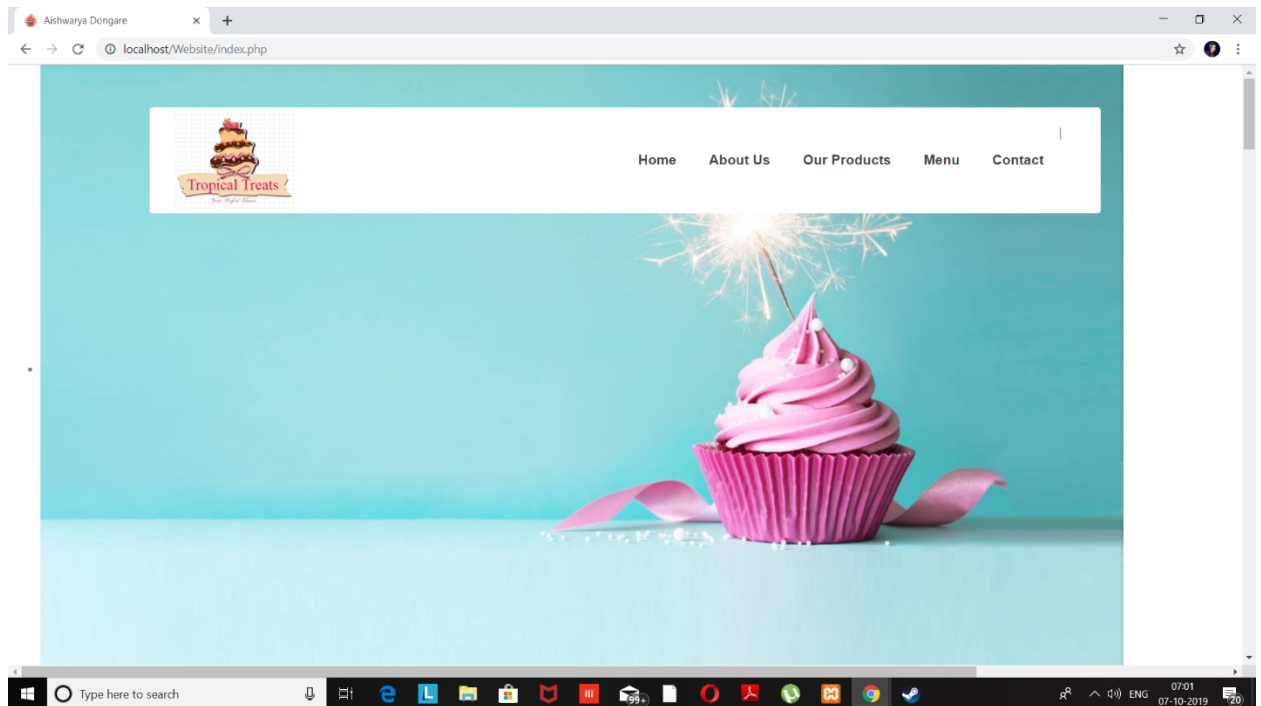 Aishwarya Dongare
localhost/Website/index.php
Home About Us Our Products Menu Contact
Tropical Treats
Type here to search
99+
ENG
07:01
07-10-2019
20